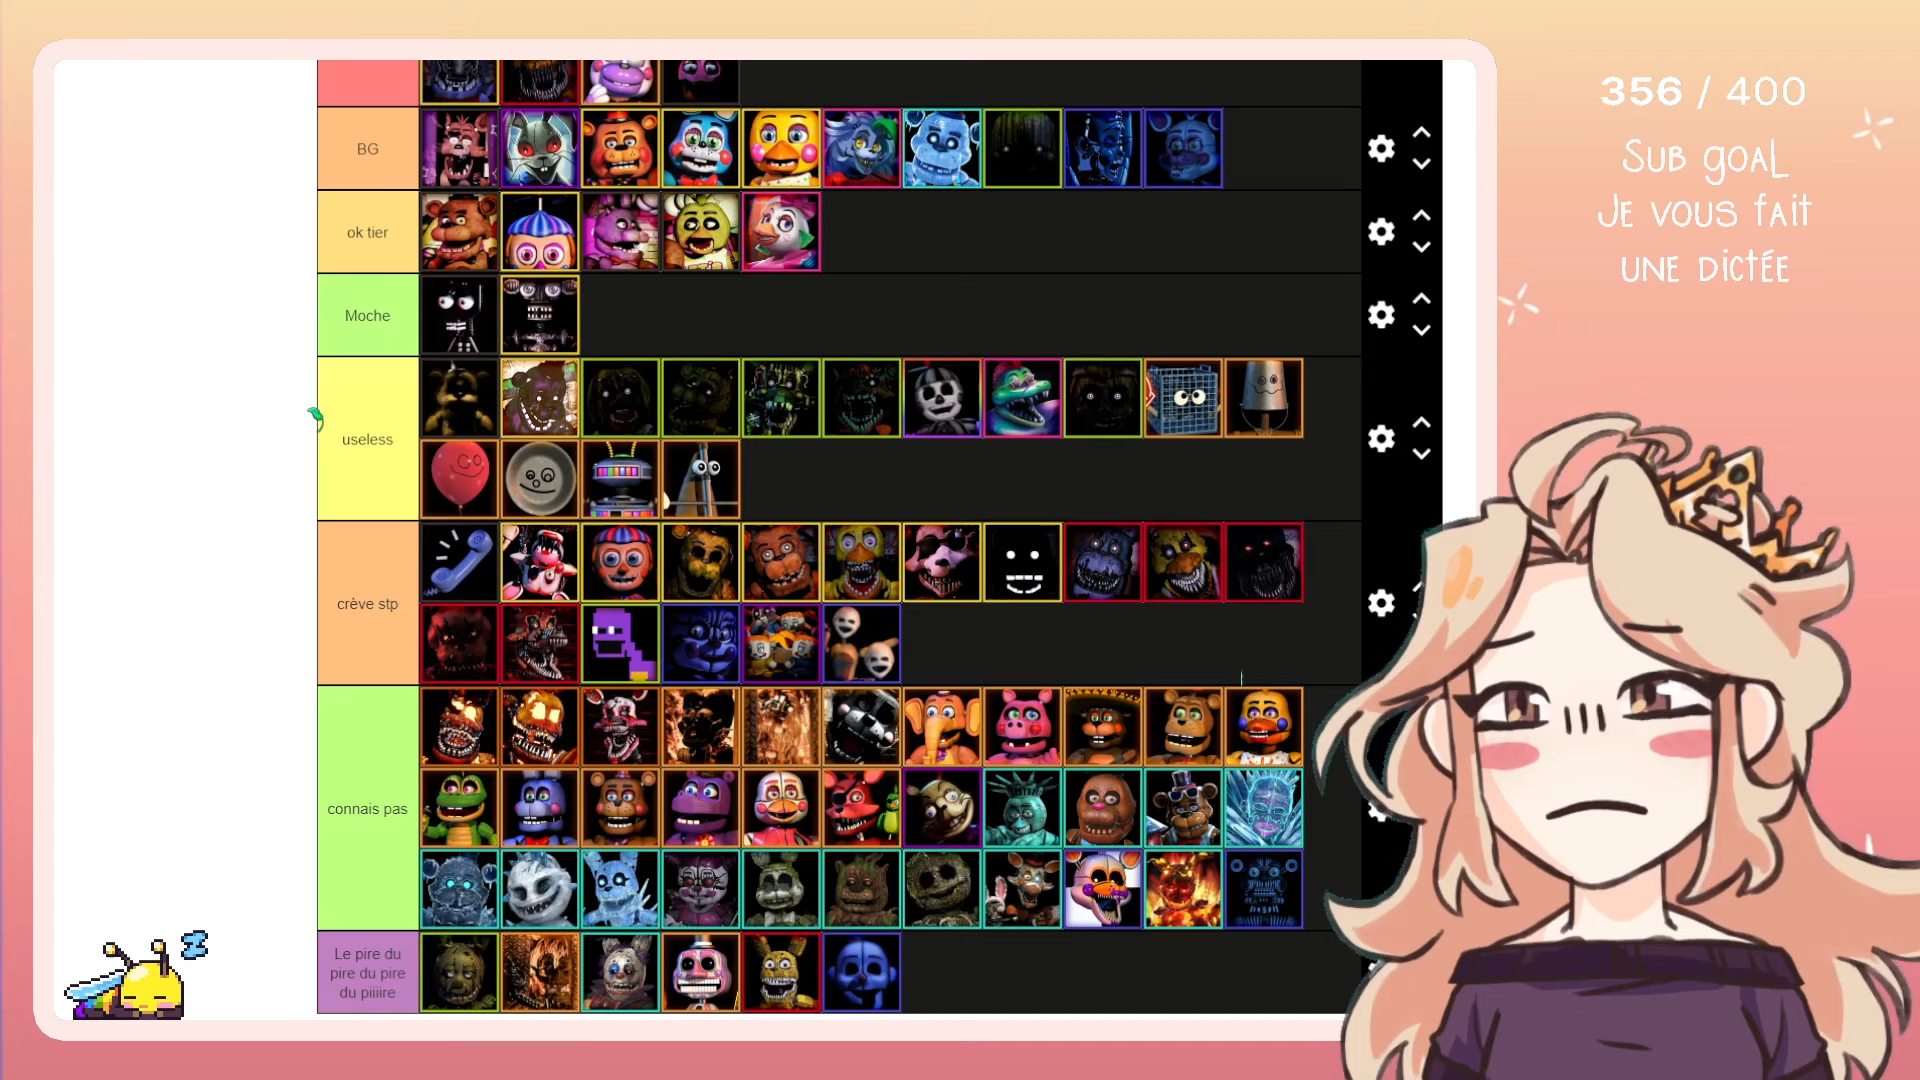 356 / 400
SUB GOAL
JE VOUS FAIT
UNE DICTÉE
BG
ok tier
Moche
useless
crève stp
connais pas
Le pire du
pire du pire
du piiiire